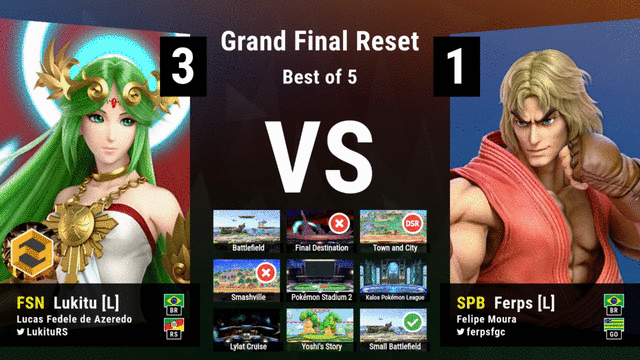 Grand Final Reset
3
1
Best of 5
VS
Battlefield
Final Destination
DSR
Town and City
Smashville
Pokémon Stadium 2
Kalos Pokémon League
Lylat Cruise
Yoshi's Story
Small Battlefield
FSN Lukitu [L]
BR
Lucas Fedele de Azeredo
LukituRS
RS
SPB Ferps [L]
BR
Felipe Moura
ferpsfgc
GO